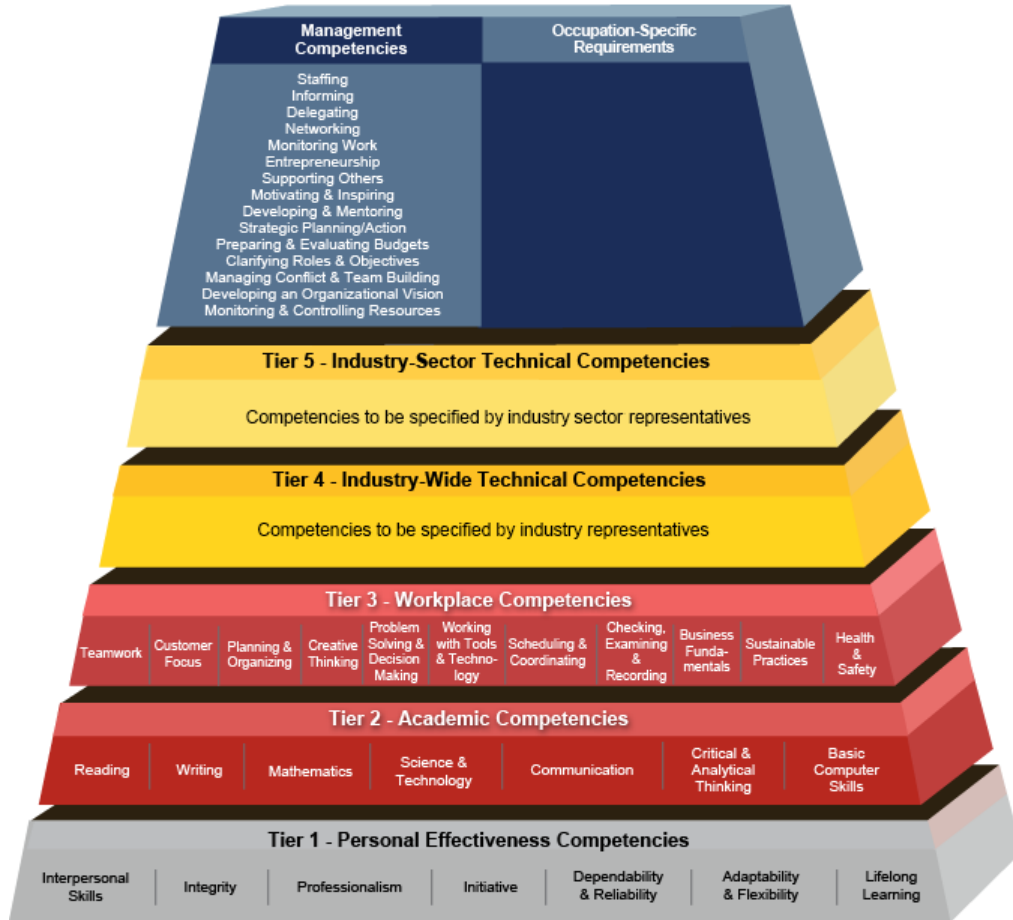 Management
Competencies
Occupation-Specific
Requirements
Staffing
Informing
Delegating
Networking
Monitoring Work
Entrepreneurship
Supporting Others
Motivating & Inspiring
Developing & Mentoring
Strategic Planning/Action
Preparing & Evaluating Budgets
Clarifying Roles & Objectives
Managing Conflict & Team Building
Developing an Organizational Vision
Monitoring & Controlling Resources
Tier 5 - Industry-Sector Technical Competencies
Competencies to be specified by industry sector representatives
Tier 4 - Industry-Wide Technical Competencies
Competencies to be specified by industry representatives
Tier 3 - Workplace Competencies
Teamwork
Customer
Focus
Planning &
Organizing
Creative
Thinking
Problem
Solving &
Decision
Making
Working
with Tools
& Techno-
logy
Scheduling &
Coordinating
Checking,
Examining
&
Recording
Business
Funda-
mentals
Sustainable
Practices
Health
&
Safety
Tier 2 - Academic Competencies
Reading
Writing
Mathematics
Science &
Technology
Communication
Critical &
Analytical
Thinking
Basic
Computer
Skills
Tier 1 - Personal Effectiveness Competencies
Interpersonal
Skills
Integrity
Professionalism
Initiative
Dependability
& Reliability
Adaptability
& Flexibility
Lifelong
Learning